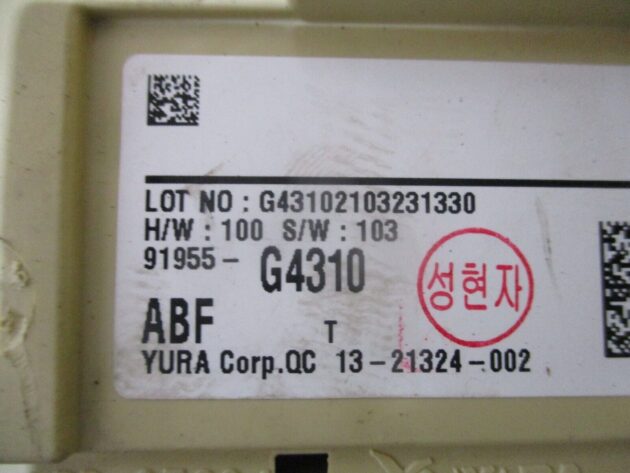 LOT NO : G43102103231330
H/W : 100 S/W : 103
91955- G4310
성현자
ABF T
YURA Corp.QC 13-21324-002